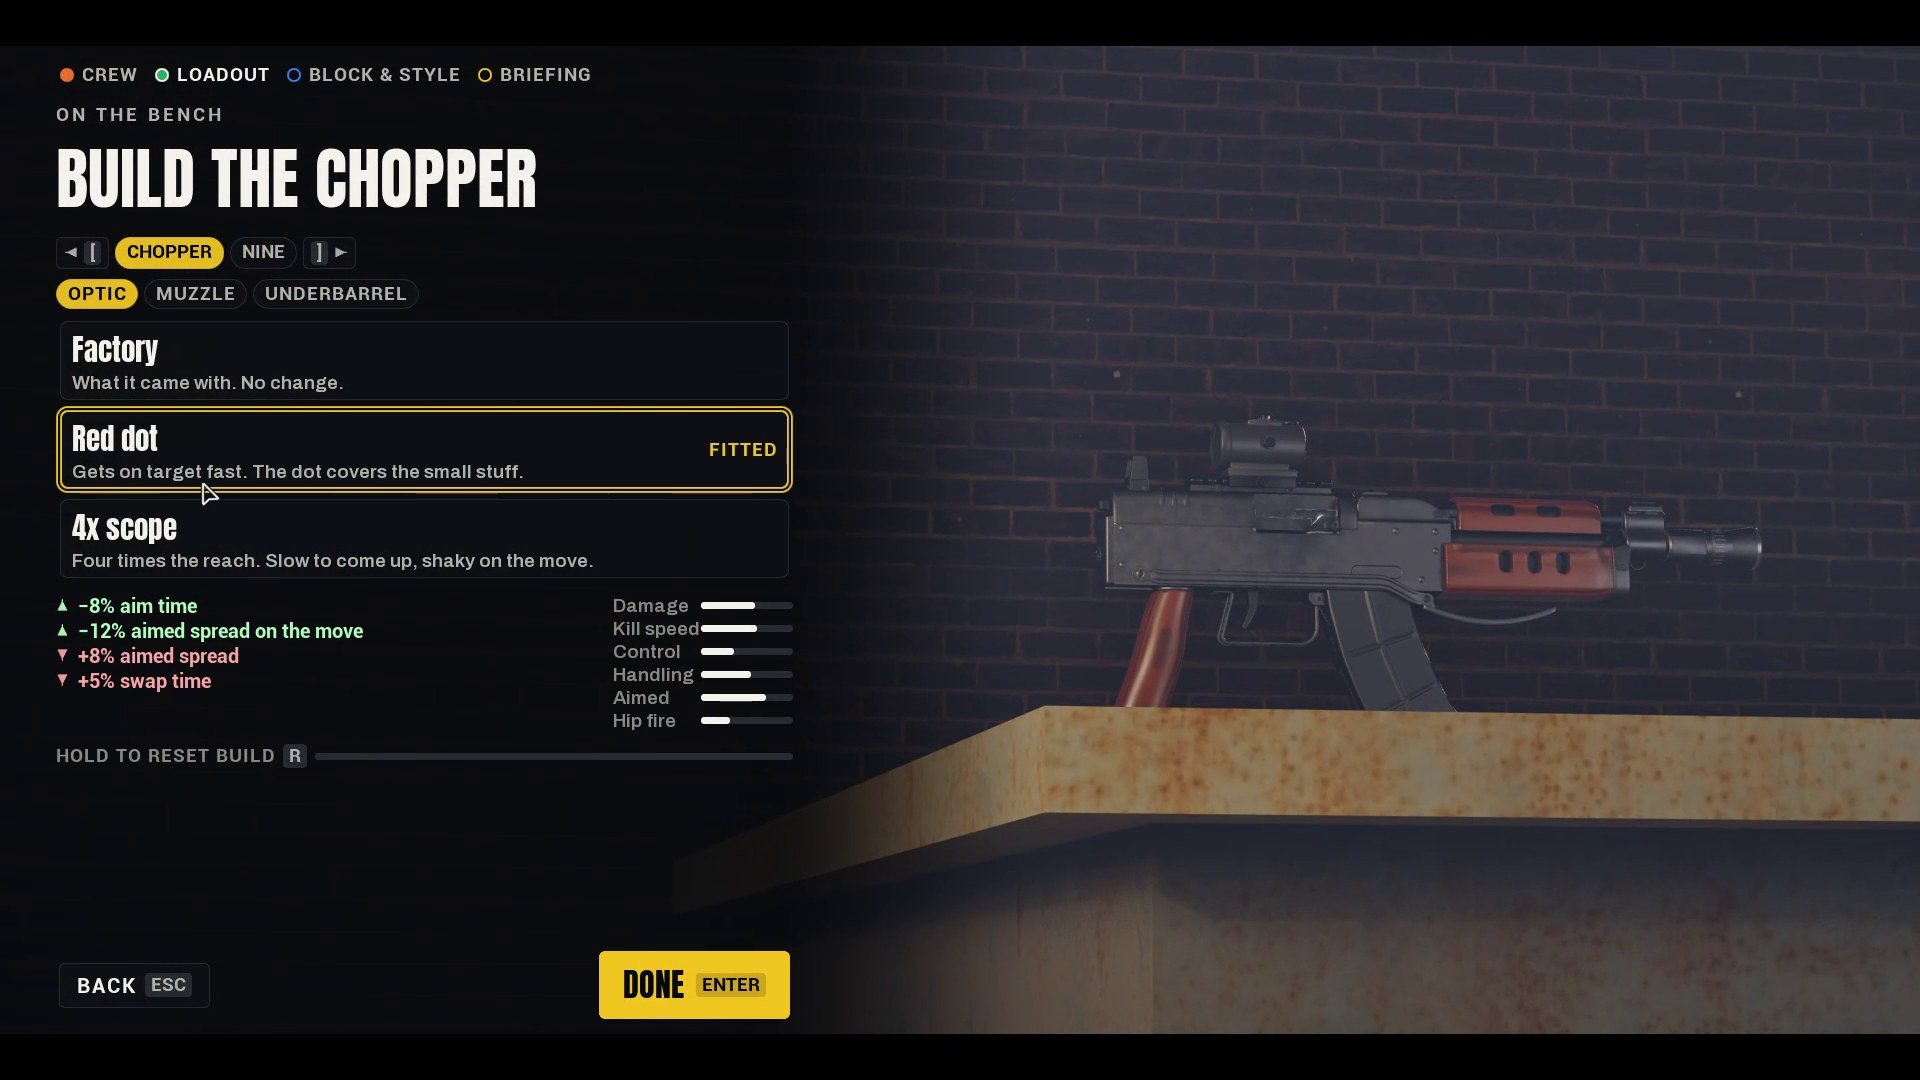 CREW LOADOUT BLOCK & STYLE BRIEFING
ON THE BENCH
BUILD THE CHOPPER
[ CHOPPER NINE ]
OPTIC MUZZLE UNDERBARREL
Factory
What it came with. No change.
Red dot
Gets on target fast. The dot covers the small stuff.
FITTED
4x scope
Four times the reach. Slow to come up, shaky on the move.
−8% aim time
−12% aimed spread on the move
+8% aimed spread
+5% swap time
Damage
Kill speed
Control
Handling
Aimed
Hip fire
HOLD TO RESET BUILD R
BACK ESC
DONE ENTER